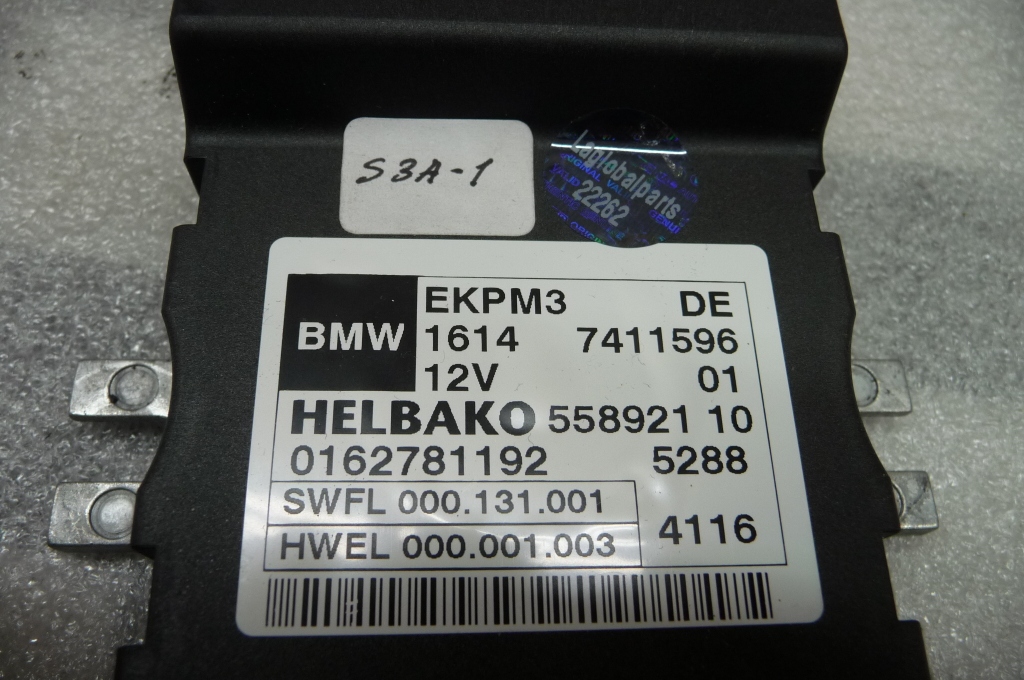 S3A-1
Laglobalparts
22262
EKPM3 DE
BMW 1614 7411596
12V 01
HELBAKO 558921 10
0162781192 5288
SWFL 000.131.001
HWEL 000.001.003
4116